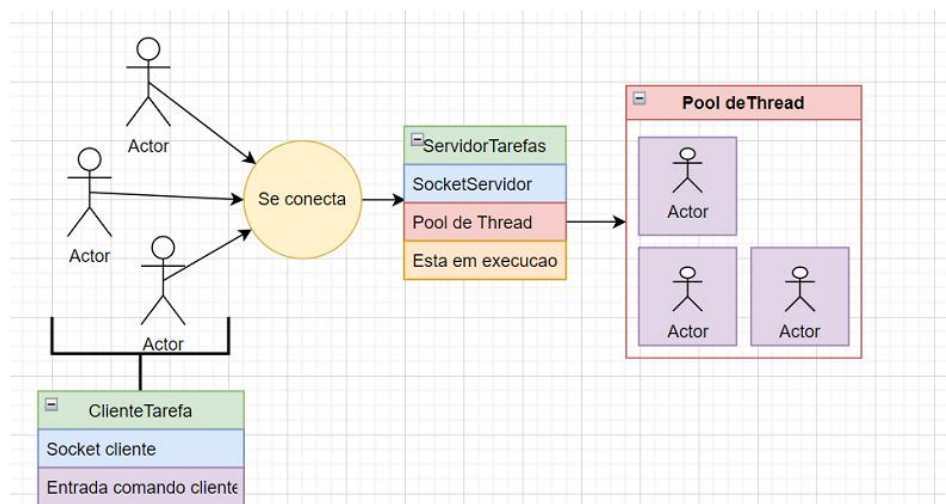 Actor
Actor
Actor
Se conecta
ServidorTarefas
SocketServidor
Pool de Thread
Esta em execucao
Pool deThread
Actor
Actor
Actor
ClienteTarefa
Socket cliente
Entrada comando cliente